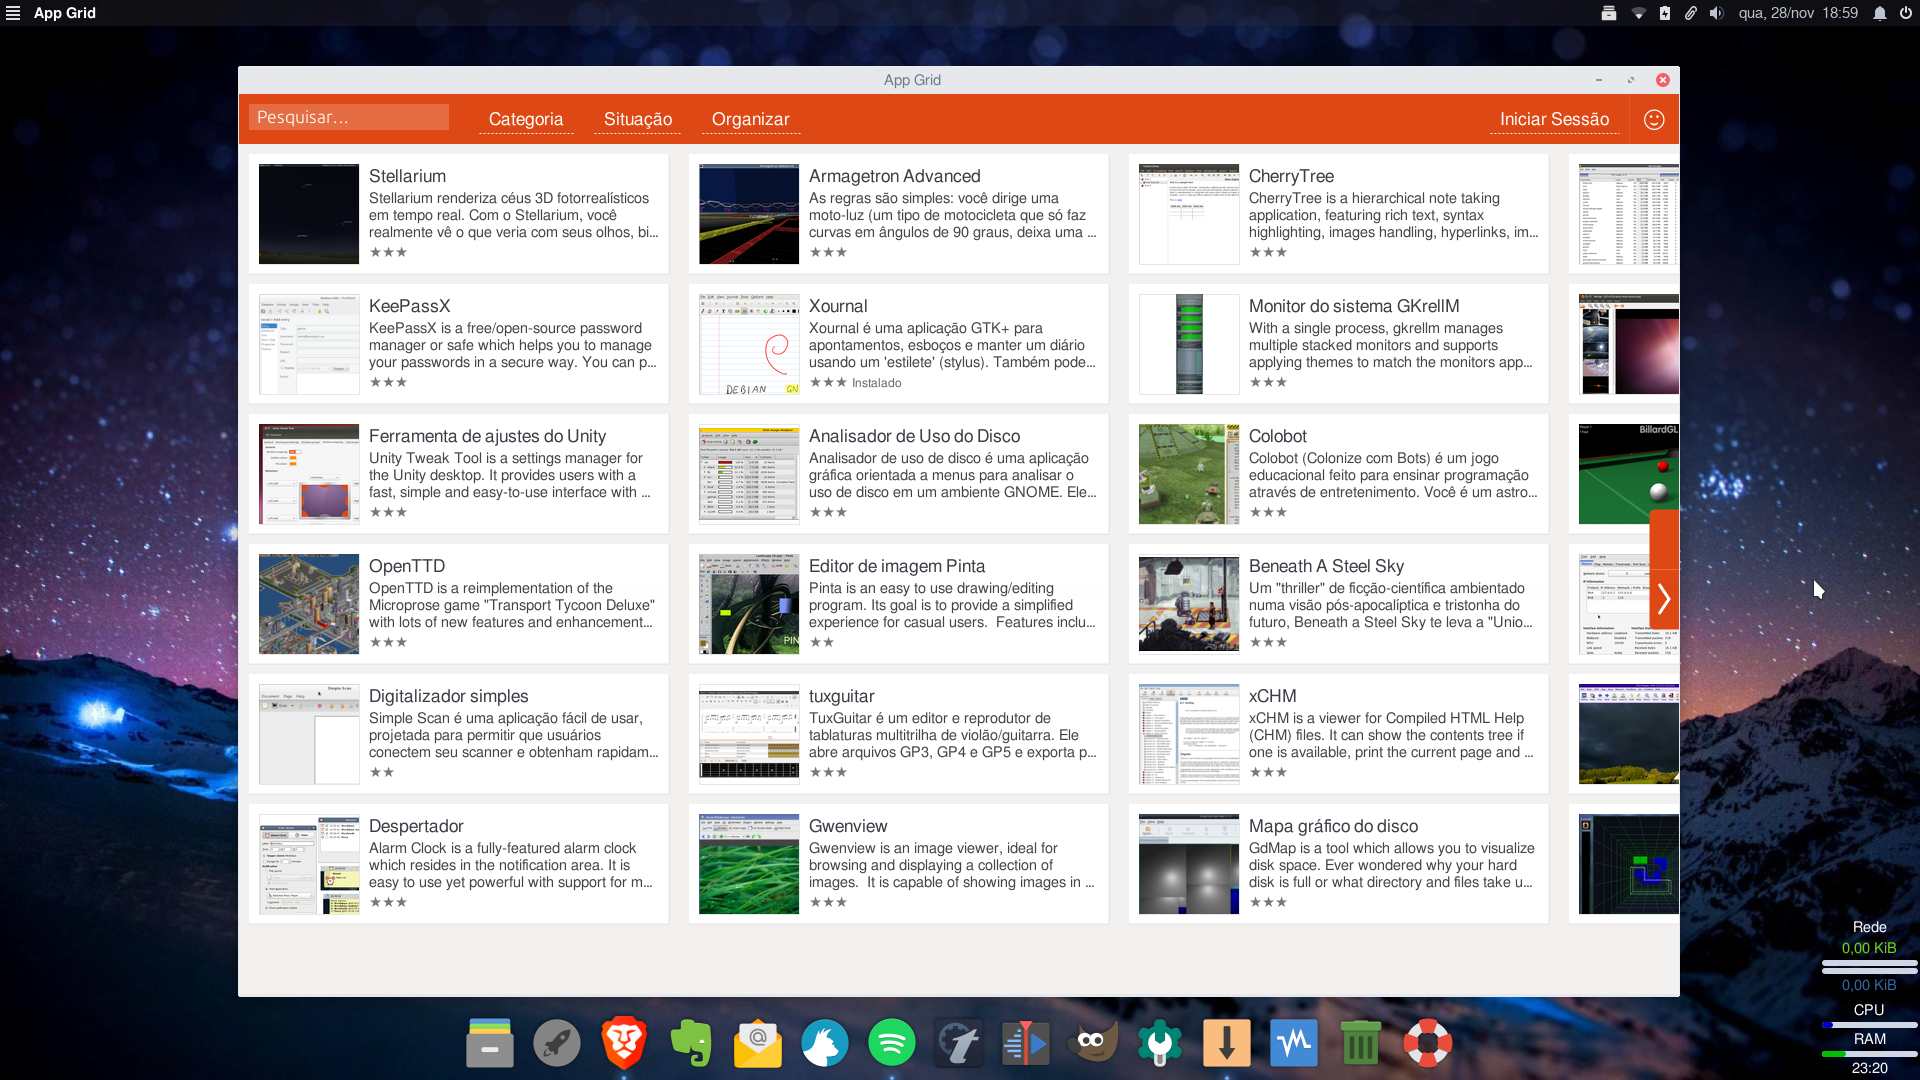 App Grid
qua, 28/nov 18:59
App Grid
Pesquisar...
Categoria
Situação
Organizar
Iniciar Sessão
Stellarium
Stellarium renderiza céus 3D fotorrealísticos
em tempo real. Com o Stellarium, você
realmente vê o que veria com seus olhos, bi...
Armagetron Advanced
As regras são simples: você dirige uma
moto-luz (um tipo de motocicleta que só faz
curvas em ângulos de 90 graus, deixa uma ...
CherryTree
CherryTree is a hierarchical note taking
application, featuring rich text, syntax
highlighting, images handling, hyperlinks, im...
KeePassX
KeePassX is a free/open-source password
manager or safe which helps you to manage
your passwords in a secure way. You can p...
Xournal
Xournal é uma aplicação GTK+ para
apontamentos, esboços e manter um diário
usando um 'estilete' (stylus). Também pode...
Instalado
DEBIAN GN
Monitor do sistema GKrellM
With a single process, gkrellm manages
multiple stacked monitors and supports
applying themes to match the monitors app...
Ferramenta de ajustes do Unity
Unity Tweak Tool is a settings manager for
the Unity desktop. It provides users with a
fast, simple and easy-to-use interface with ...
Analisador de Uso do Disco
Analisador de uso de disco é uma aplicação
gráfica orientada a menus para analisar o
uso de disco em um ambiente GNOME. Ele...
Colobot
Colobot (Colonize com Bots) é um jogo
educacional feito para ensinar programação
através de entretenimento. Você é um astro...
BillardGL
OpenTTD
OpenTTD is a reimplementation of the
Microprose game "Transport Tycoon Deluxe"
with lots of new features and enhancement...
Editor de imagem Pinta
Pinta is an easy to use drawing/editing
program. Its goal is to provide a simplified
experience for casual users. Features inclu...
PIN
Beneath A Steel Sky
Um "thriller" de ficção-científica ambientado
numa visão pós-apocalíptica e tristonha do
futuro, Beneath a Steel Sky te leva a "Unio...
Digitalizador simples
Simple Scan é uma aplicação fácil de usar,
projetada para permitir que usuários
conectem seu scanner e obtenham rapidam...
Simple Scan
tuxguitar
TuxGuitar é um editor e reprodutor de
tablaturas multitrilha de violão/guitarra. Ele
abre arquivos GP3, GP4 e GP5 e exporta p...
xCHM
xCHM is a viewer for Compiled HTML Help
(CHM) files. It can show the contents tree if
one is available, print the current page and ...
Despertador
Alarm Clock is a fully-featured alarm clock
which resides in the notification area. It is
easy to use yet powerful with support for m...
Gwenview
Gwenview is an image viewer, ideal for
browsing and displaying a collection of
images. It is capable of showing images in ...
Mapa gráfico do disco
GdMap is a tool which allows you to visualize
disk space. Ever wondered why your hard
disk is full or what directory and files take u...
Rede
0,00 KiB
0,00 KiB
CPU
RAM
23:20